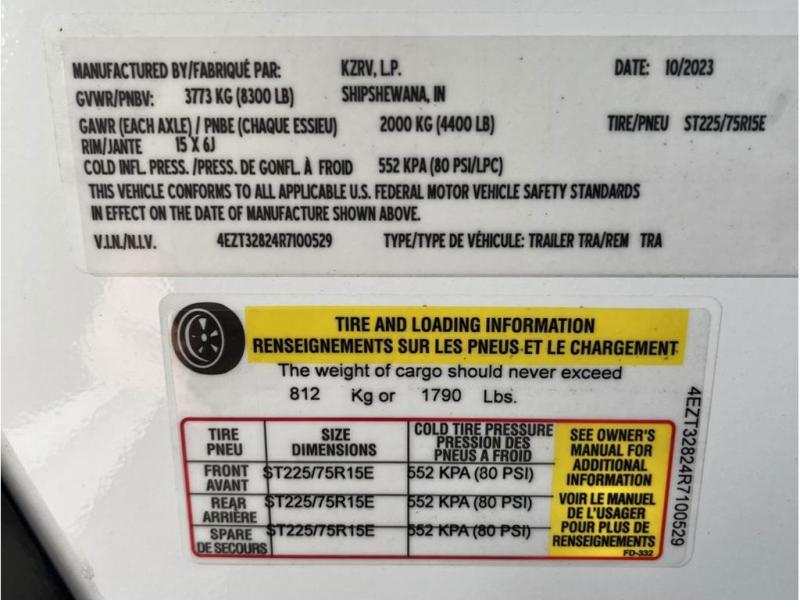 MANUFACTURED BY/FABRIQUÉ PAR: KZRV, L.P. DATE: 10/2023
GVWR/PNBV: 3773 KG (8300 LB) SHIPSHEWANA, IN
GAWR (EACH AXLE) / PNBE (CHAQUE ESSIEU) 2000 KG (4400 LB) TIRE/PNEU ST225/75R15E
RIM/JANTE 15 X 6J
COLD INFL. PRESS. /PRESS. DE GONFL. À FROID 552 KPA (80 PSI/LPC)
THIS VEHICLE CONFORMS TO ALL APPLICABLE U.S. FEDERAL MOTOR VEHICLE SAFETY STANDARDS
IN EFFECT ON THE DATE OF MANUFACTURE SHOWN ABOVE.
V.I.N./N.I.V. 4EZT32824R7100529 TYPE/TYPE DE VÉHICULE: TRAILER TRA/REM TRA
TIRE AND LOADING INFORMATION
RENSEIGNEMENTS SUR LES PNEUS ET LE CHARGEMENT
The weight of cargo should never exceed
812 Kg or 1790 Lbs.
TIRE
PNEU
SIZE
DIMENSIONS
COLD TIRE PRESSURE
PRESSION DES
PNEUS A FROID
FRONT
AVANT
ST225/75R15E 552 KPA (80 PSI)
REAR
ARRIÈRE
ST225/75R15E 552 KPA (80 PSI)
SPARE
DE SECOURS
ST225/75R15E 552 KPA (80 PSI)
SEE OWNER'S
MANUAL FOR
ADDITIONAL
INFORMATION
VOIR LE MANUEL
DE L'USAGER
POUR PLUS DE
RENSEIGNEMENTS
FD-332
4EZT32824R7100529